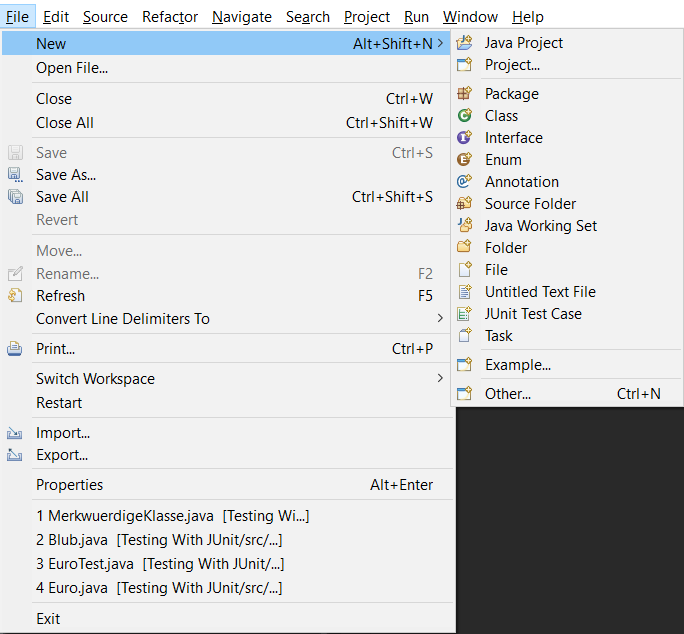 File Edit Source Refactor Navigate Search Project Run Window Help
New Alt+Shift+N
Open File...
Close Ctrl+W
Close All Ctrl+Shift+W
Save Ctrl+S
Save As...
Save All Ctrl+Shift+S
Revert
Move...
Rename... F2
Refresh F5
Convert Line Delimiters To
Print... Ctrl+P
Switch Workspace
Restart
Import...
Export...
Properties Alt+Enter
1 MerkwuerdigeKlasse.java [Testing Wi...]
2 Blub.java [Testing With JUnit/src/...]
3 EuroTest.java [Testing With JUnit/...]
4 Euro.java [Testing With JUnit/src/...]
Exit
Java Project
Project...
Package
Class
Interface
Enum
Annotation
Source Folder
Java Working Set
Folder
File
Untitled Text File
JUnit Test Case
Task
Example...
Other... Ctrl+N